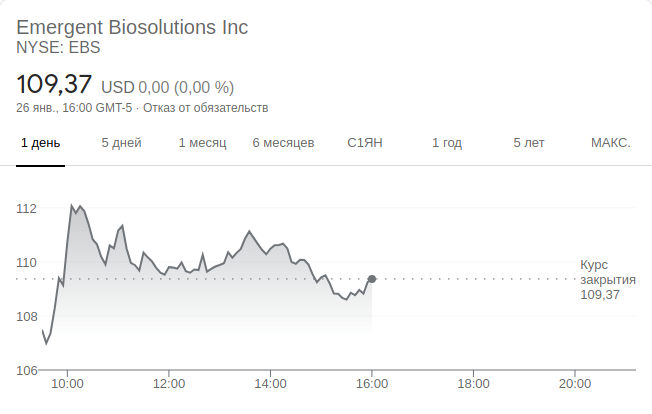 Emergent Biosolutions Inc
NYSE: EBS
109,37 USD 0,00 (0,00 %)
26 янв., 16:00 GMT-5 · Отказ от обязательств
1 день 5 дней 1 месяц 6 месяцев С1ЯН 1 год 5 лет МАКС.
112
110
108
106
Курс
закрытия
109,37
10:00 12:00 14:00 16:00 18:00 20:00